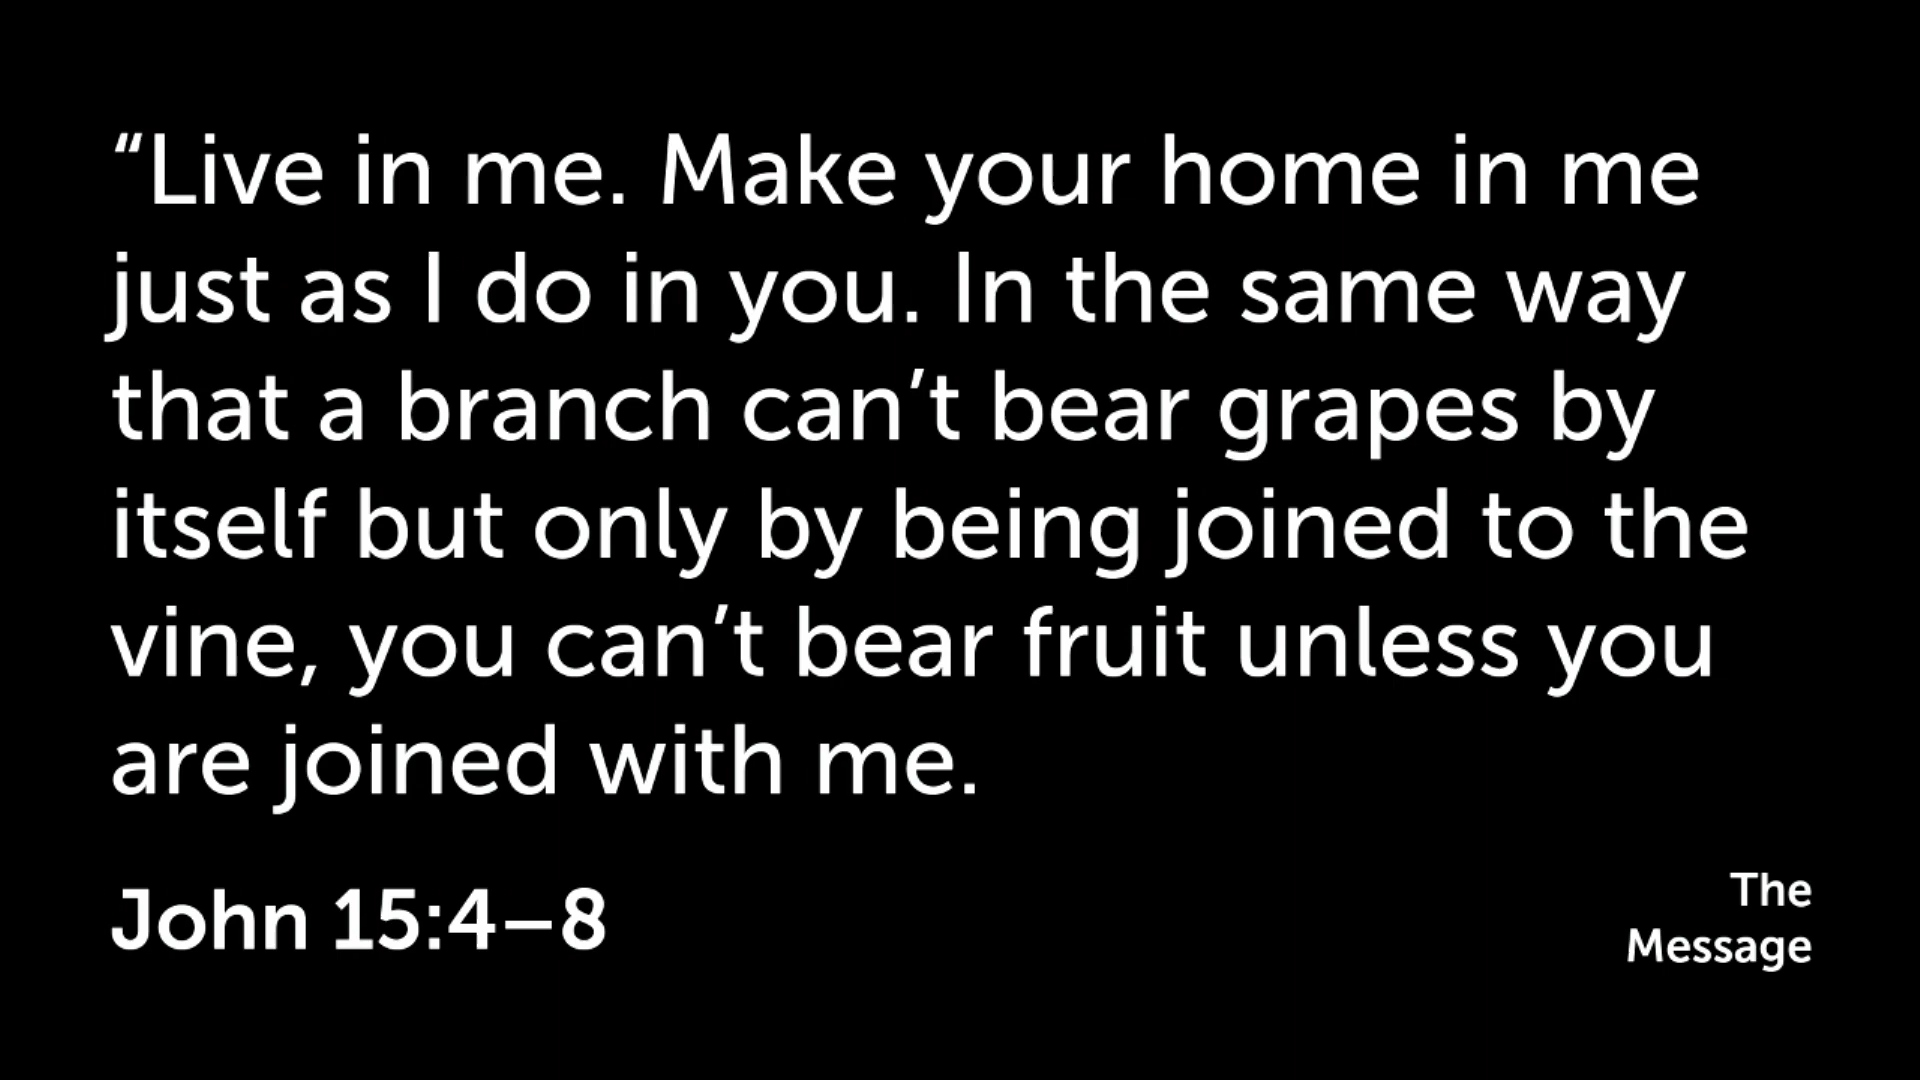 “Live in me. Make your home in me
just as I do in you. In the same way
that a branch can’t bear grapes by
itself but only by being joined to the
vine, you can’t bear fruit unless you
are joined with me.
John 15:4–8
The
Message